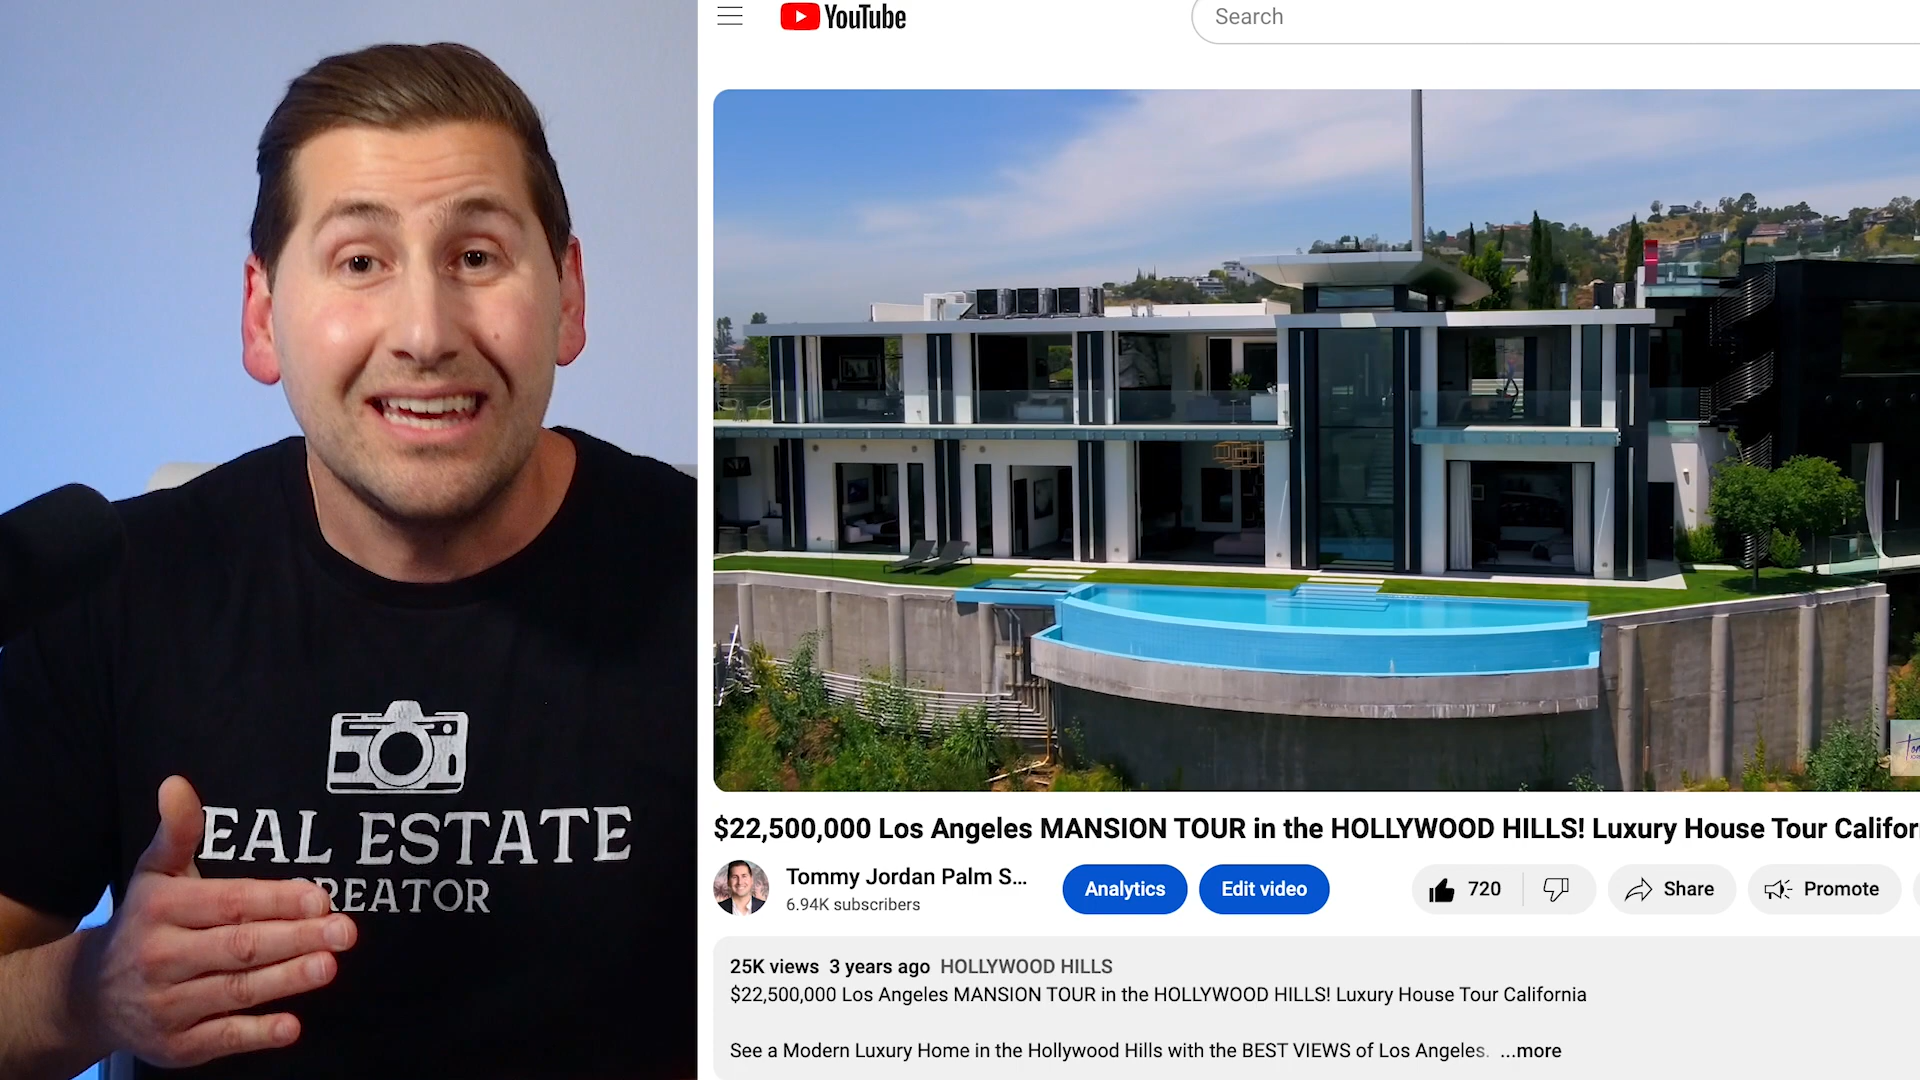 YouTube
Search
REAL ESTATE
CREATOR
$22,500,000 Los Angeles MANSION TOUR in the HOLLYWOOD HILLS! Luxury House Tour
Tommy Jordan Palm S...
6.94K subscribers
Analytics
Edit video
720
Share
Promote
25K views 3 years ago HOLLYWOOD HILLS
$22,500,000 Los Angeles MANSION TOUR in the HOLLYWOOD HILLS! Luxury House Tour California
See a Modern Luxury Home in the Hollywood Hills with the BEST VIEWS of Los Angeles. ...more